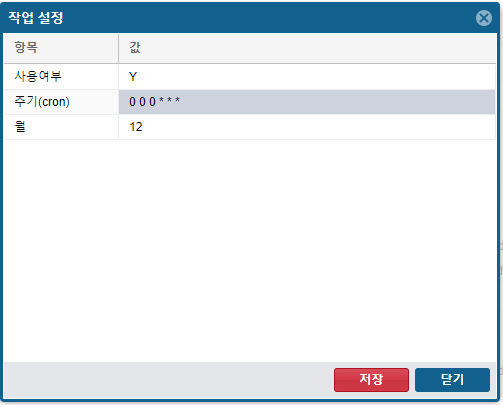 작업 설정
항목 값
사용여부 Y
주기(cron) 0 0 0 * * *
월 12
저장 닫기